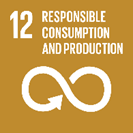 12 RESPONSIBLE
CONSUMPTION
AND PRODUCTION